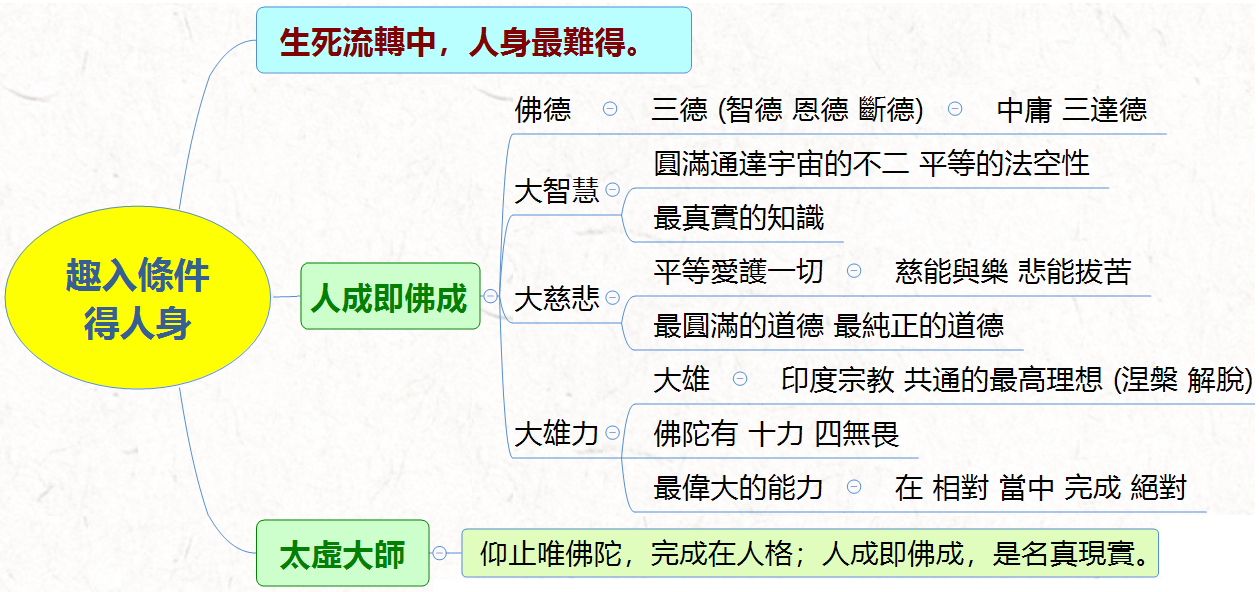 生死流轉中，人身最難得。
佛德 三德 (智德 恩德 斷德) 中庸 三達德
圓滿通達宇宙的不二 平等的法空性
大智慧
最真實的知識
平等愛護一切 慈能與樂 悲能拔苦
趣入條件
得人身
人成即佛成
大慈悲
最圓滿的道德 最純正的道德
大雄 印度宗教 共通的最高理想 (涅槃 解脫)
大雄力
佛陀有 十力 四無畏
最偉大的能力 在 相對 當中 完成 絕對
太虛大師
仰止唯佛陀，完成在人格；人成即佛成，是名真現實。